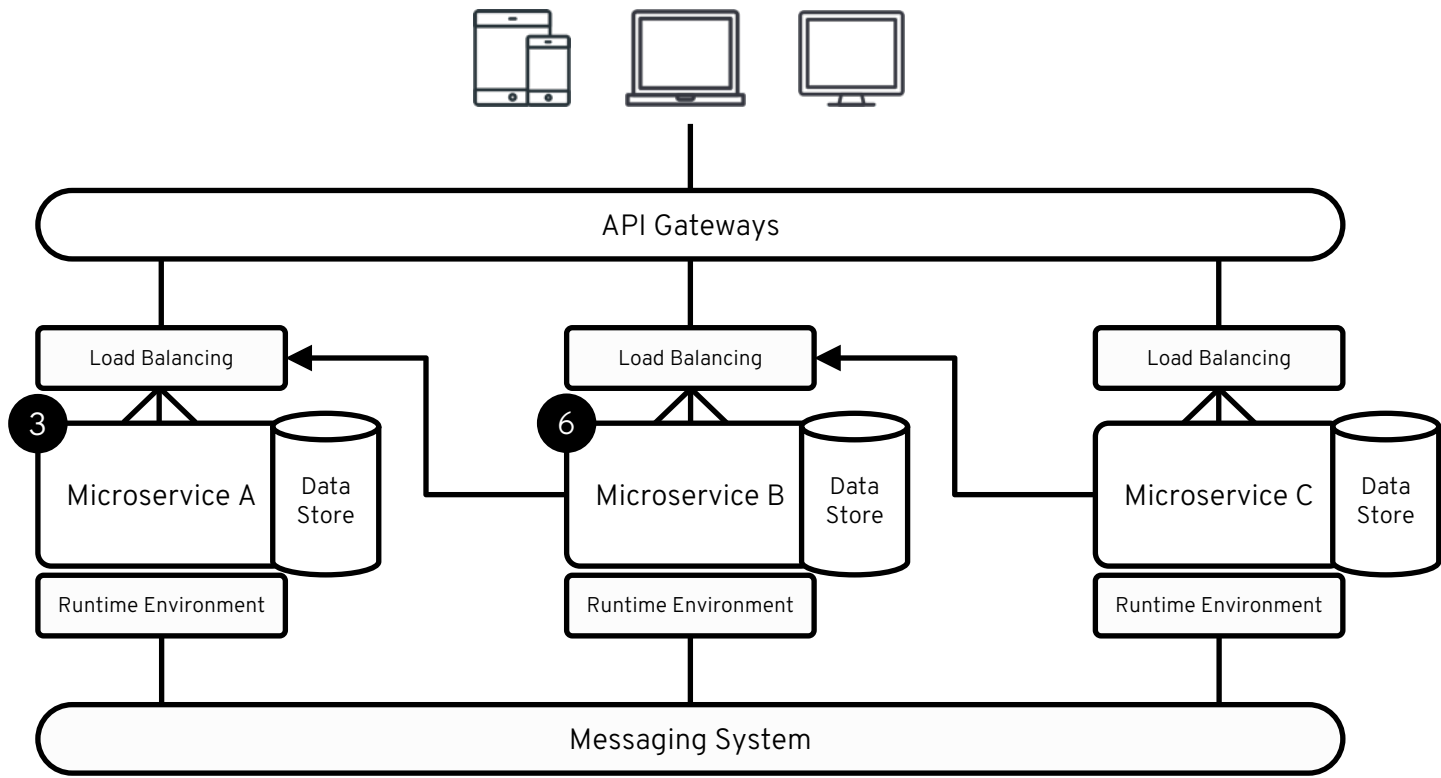 API Gateways
Load Balancing
Load Balancing
Load Balancing
3
6
Microservice A
Data
Store
Microservice B
Data
Store
Microservice C
Data
Store
Runtime Environment
Runtime Environment
Runtime Environment
Messaging System